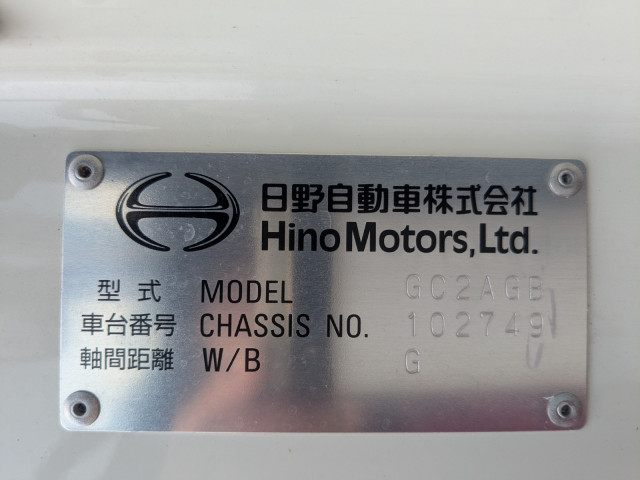 日野自動車株式会社
Hino Motors, Ltd.
型式 MODEL GC2AGB
車台番号 CHASSIS NO. 102749
軸間距離 W/B G